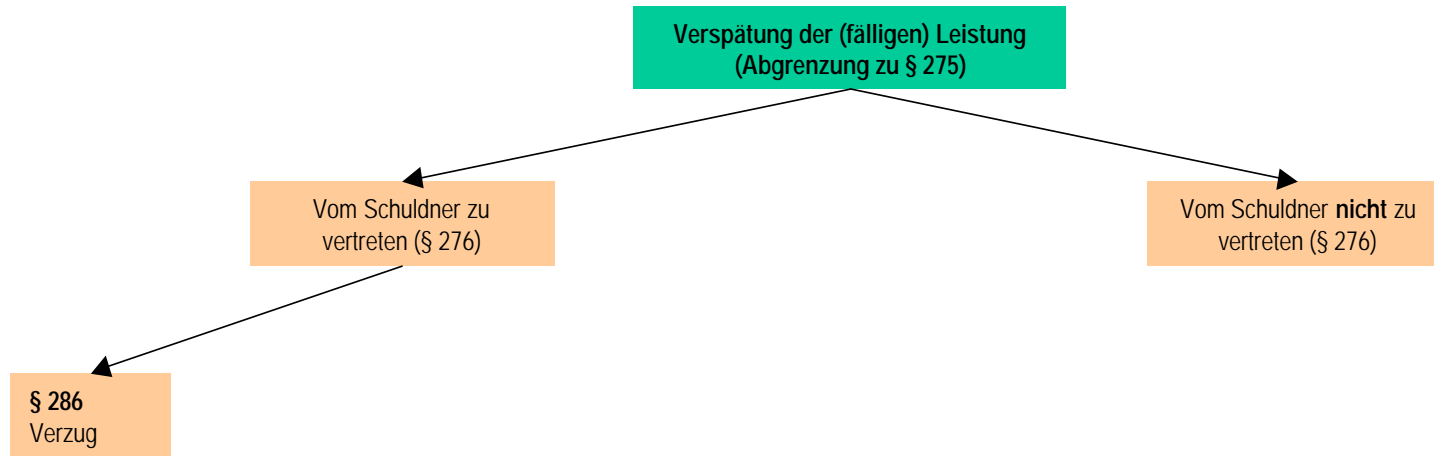 Verspätung der (fälligen) Leistung
(Abgrenzung zu § 275)
Vom Schuldner zu
vertreten (§ 276)
Vom Schuldner nicht zu
vertreten (§ 276)
§ 286
Verzug